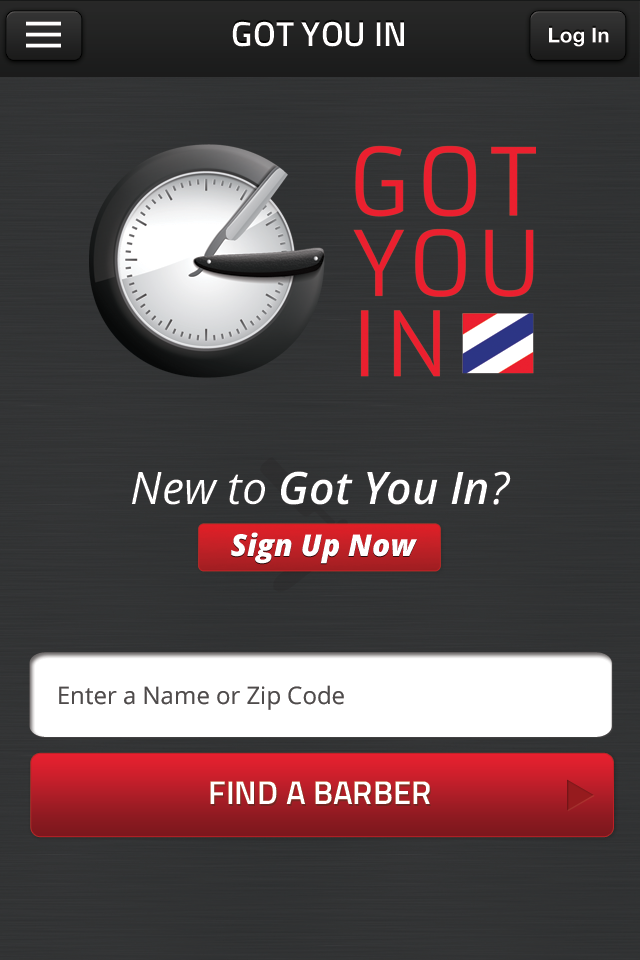 GOT YOU IN
Log In
GOT
YOU
IN
New to Got You In?
Sign Up Now
Enter a Name or Zip Code
FIND A BARBER